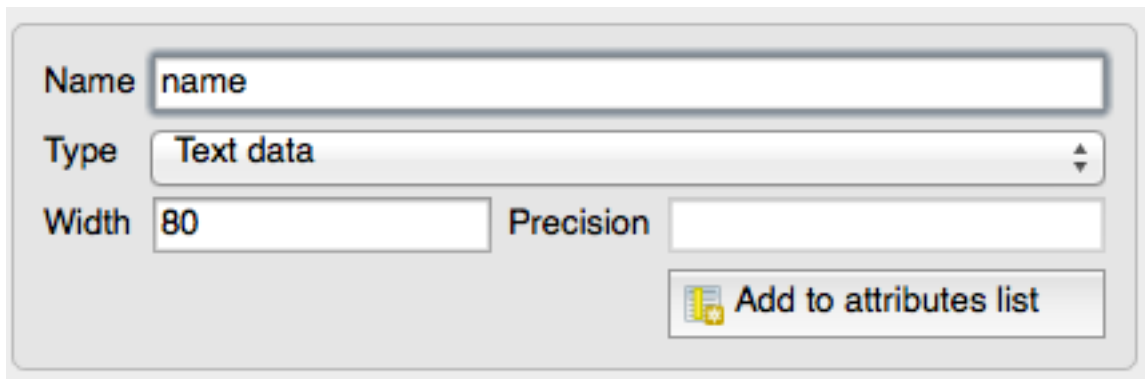 Name name
Type Text data
Width 80 Precision
Add to attributes list